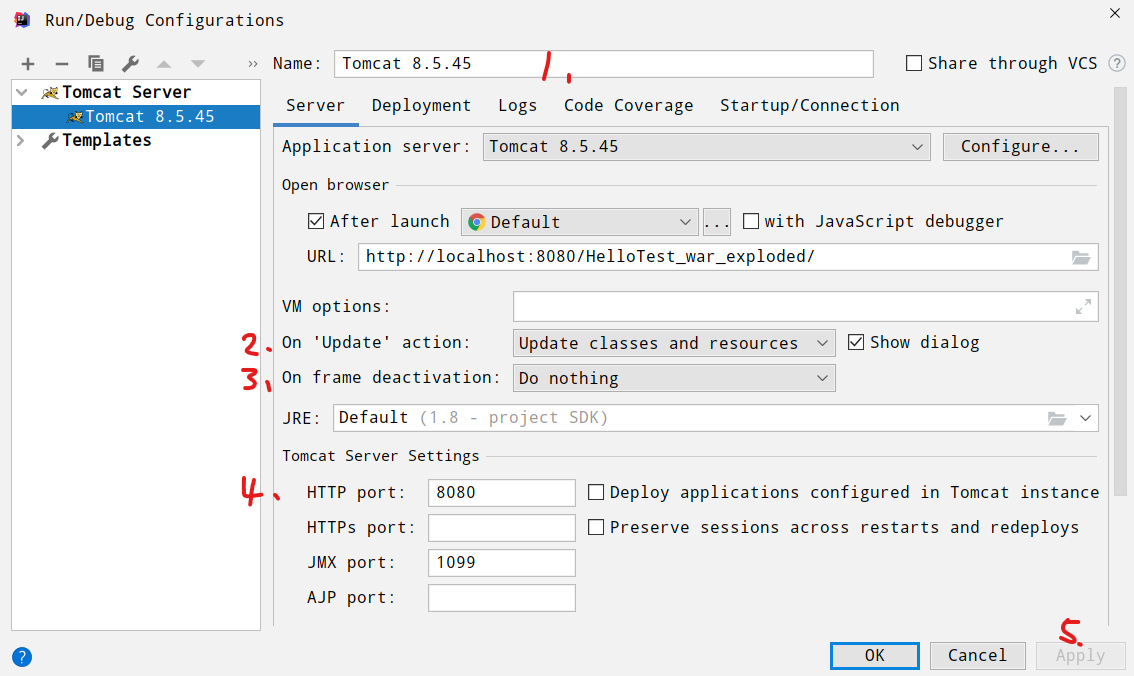 Run/Debug Configurations
Name: Tomcat 8.5.45 1. Share through VCS ?
Tomcat Server
Tomcat 8.5.45
Templates
Server Deployment Logs Code Coverage Startup/Connection
Application server: Tomcat 8.5.45 Configure...
Open browser
After launch Default ... with JavaScript debugger
URL: http://localhost:8080/HelloTest_war_exploded/
VM options:
2. On 'Update' action: Update classes and resources Show dialog
3. On frame deactivation: Do nothing
JRE: Default (1.8 - project SDK)
Tomcat Server Settings
4. HTTP port: 8080 Deploy applications configured in Tomcat instance
HTTPs port: Preserve sessions across restarts and redeploys
JMX port: 1099
AJP port:
5.
? OK Cancel Apply